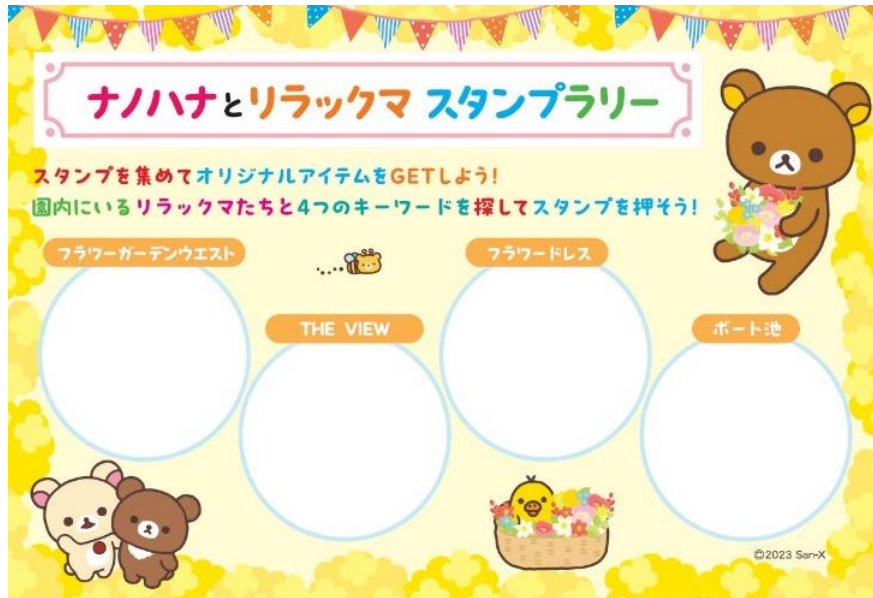 ナノハナとリラックマ スタンプラリー
スタンプを集めてオリジナルアイテムをGETしよう!
園内にいるリラックマたちと4つのキーワードを探してスタンプを押そう!
フラワーガーデンウエスト
フラワードレス
THE VIEW
ボート池
©2023 San-X